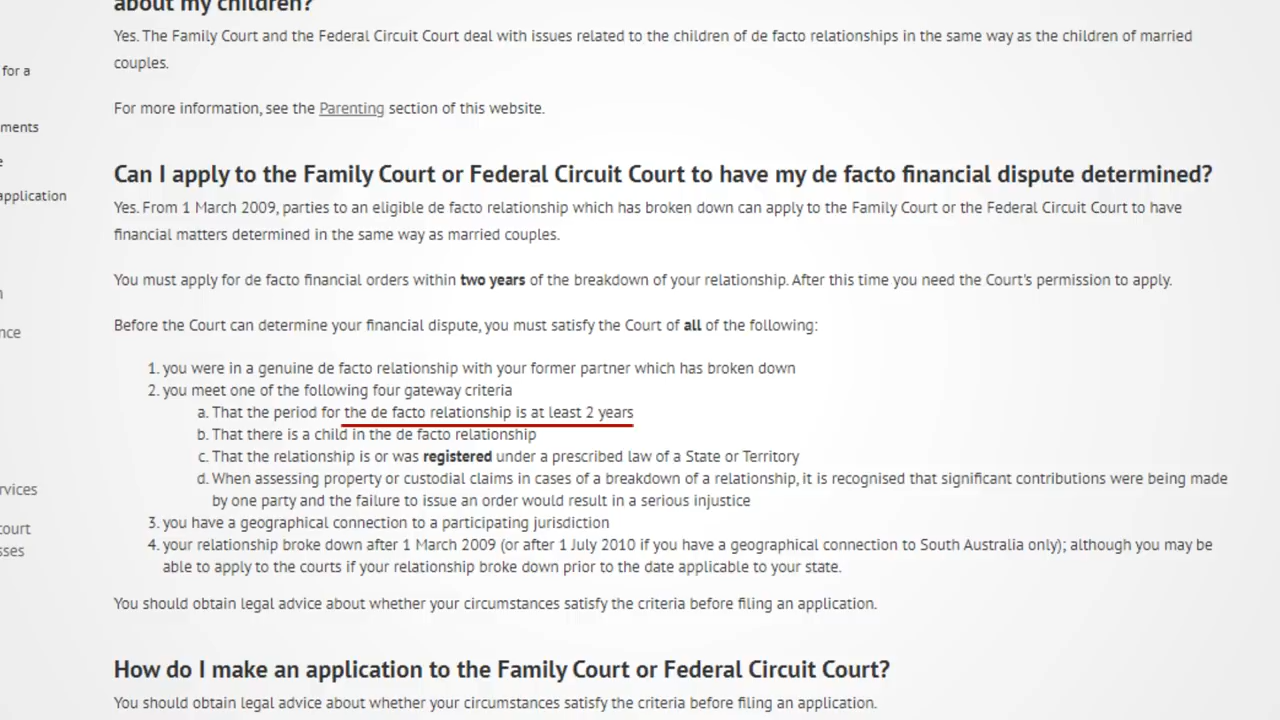 about my children?
Yes. The Family Court and the Federal Circuit Court deal with issues related to the children of de facto relationships in the same way as the children of married
couples.
for a
For more information, see the Parenting section of this website.
ments
e
Can I apply to the Family Court or Federal Circuit Court to have my de facto financial dispute determined?
application
Yes. From 1 March 2009, parties to an eligible de facto relationship which has broken down can apply to the Family Court or the Federal Circuit Court to have
financial matters determined in the same way as married couples.
You must apply for de facto financial orders within two years of the breakdown of your relationship. After this time you need the Court's permission to apply.
n
Before the Court can determine your financial dispute, you must satisfy the Court of all of the following:
nce
1. you were in a genuine de facto relationship with your former partner which has broken down
2. you meet one of the following four gateway criteria
a. That the period for the de facto relationship is at least 2 years
b. That there is a child in the de facto relationship
c. That the relationship is or was registered under a prescribed law of a State or Territory
d. When assessing property or custodial claims in cases of a breakdown of a relationship, it is recognised that significant contributions were being made
rvices
by one party and the failure to issue an order would result in a serious injustice
3. you have a geographical connection to a participating jurisdiction
court
4. your relationship broke down after 1 March 2009 (or after 1 July 2010 if you have a geographical connection to South Australia only); although you may be
sses
able to apply to the courts if your relationship broke down prior to the date applicable to your state.
You should obtain legal advice about whether your circumstances satisfy the criteria before filing an application.
How do I make an application to the Family Court or Federal Circuit Court?
You should obtain legal advice about whether your circumstances satisfy the criteria before filing an application.